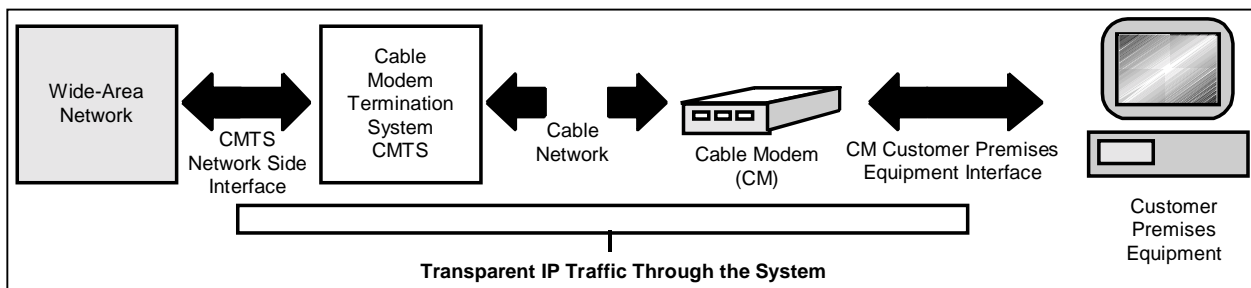 Wide-Area
Network
CMTS
Network Side
Interface
Cable
Modem
Termination
System
CMTS
Cable
Network
Cable Modem
(CM)
CM Customer Premises
Equipment Interface
Customer
Premises
Equipment
Transparent IP Traffic Through the System